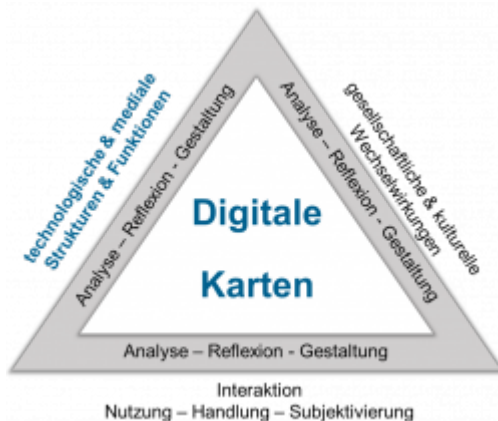 technologische & mediale
Strukturen & Funktionen
Analyse – Reflexion - Gestaltung
gesellschaftliche & kulturelle
Wechselwirkungen
Analyse – Reflexion - Gestaltung
Digitale
Karten
Analyse – Reflexion - Gestaltung
Interaktion
Nutzung – Handlung – Subjektivierung